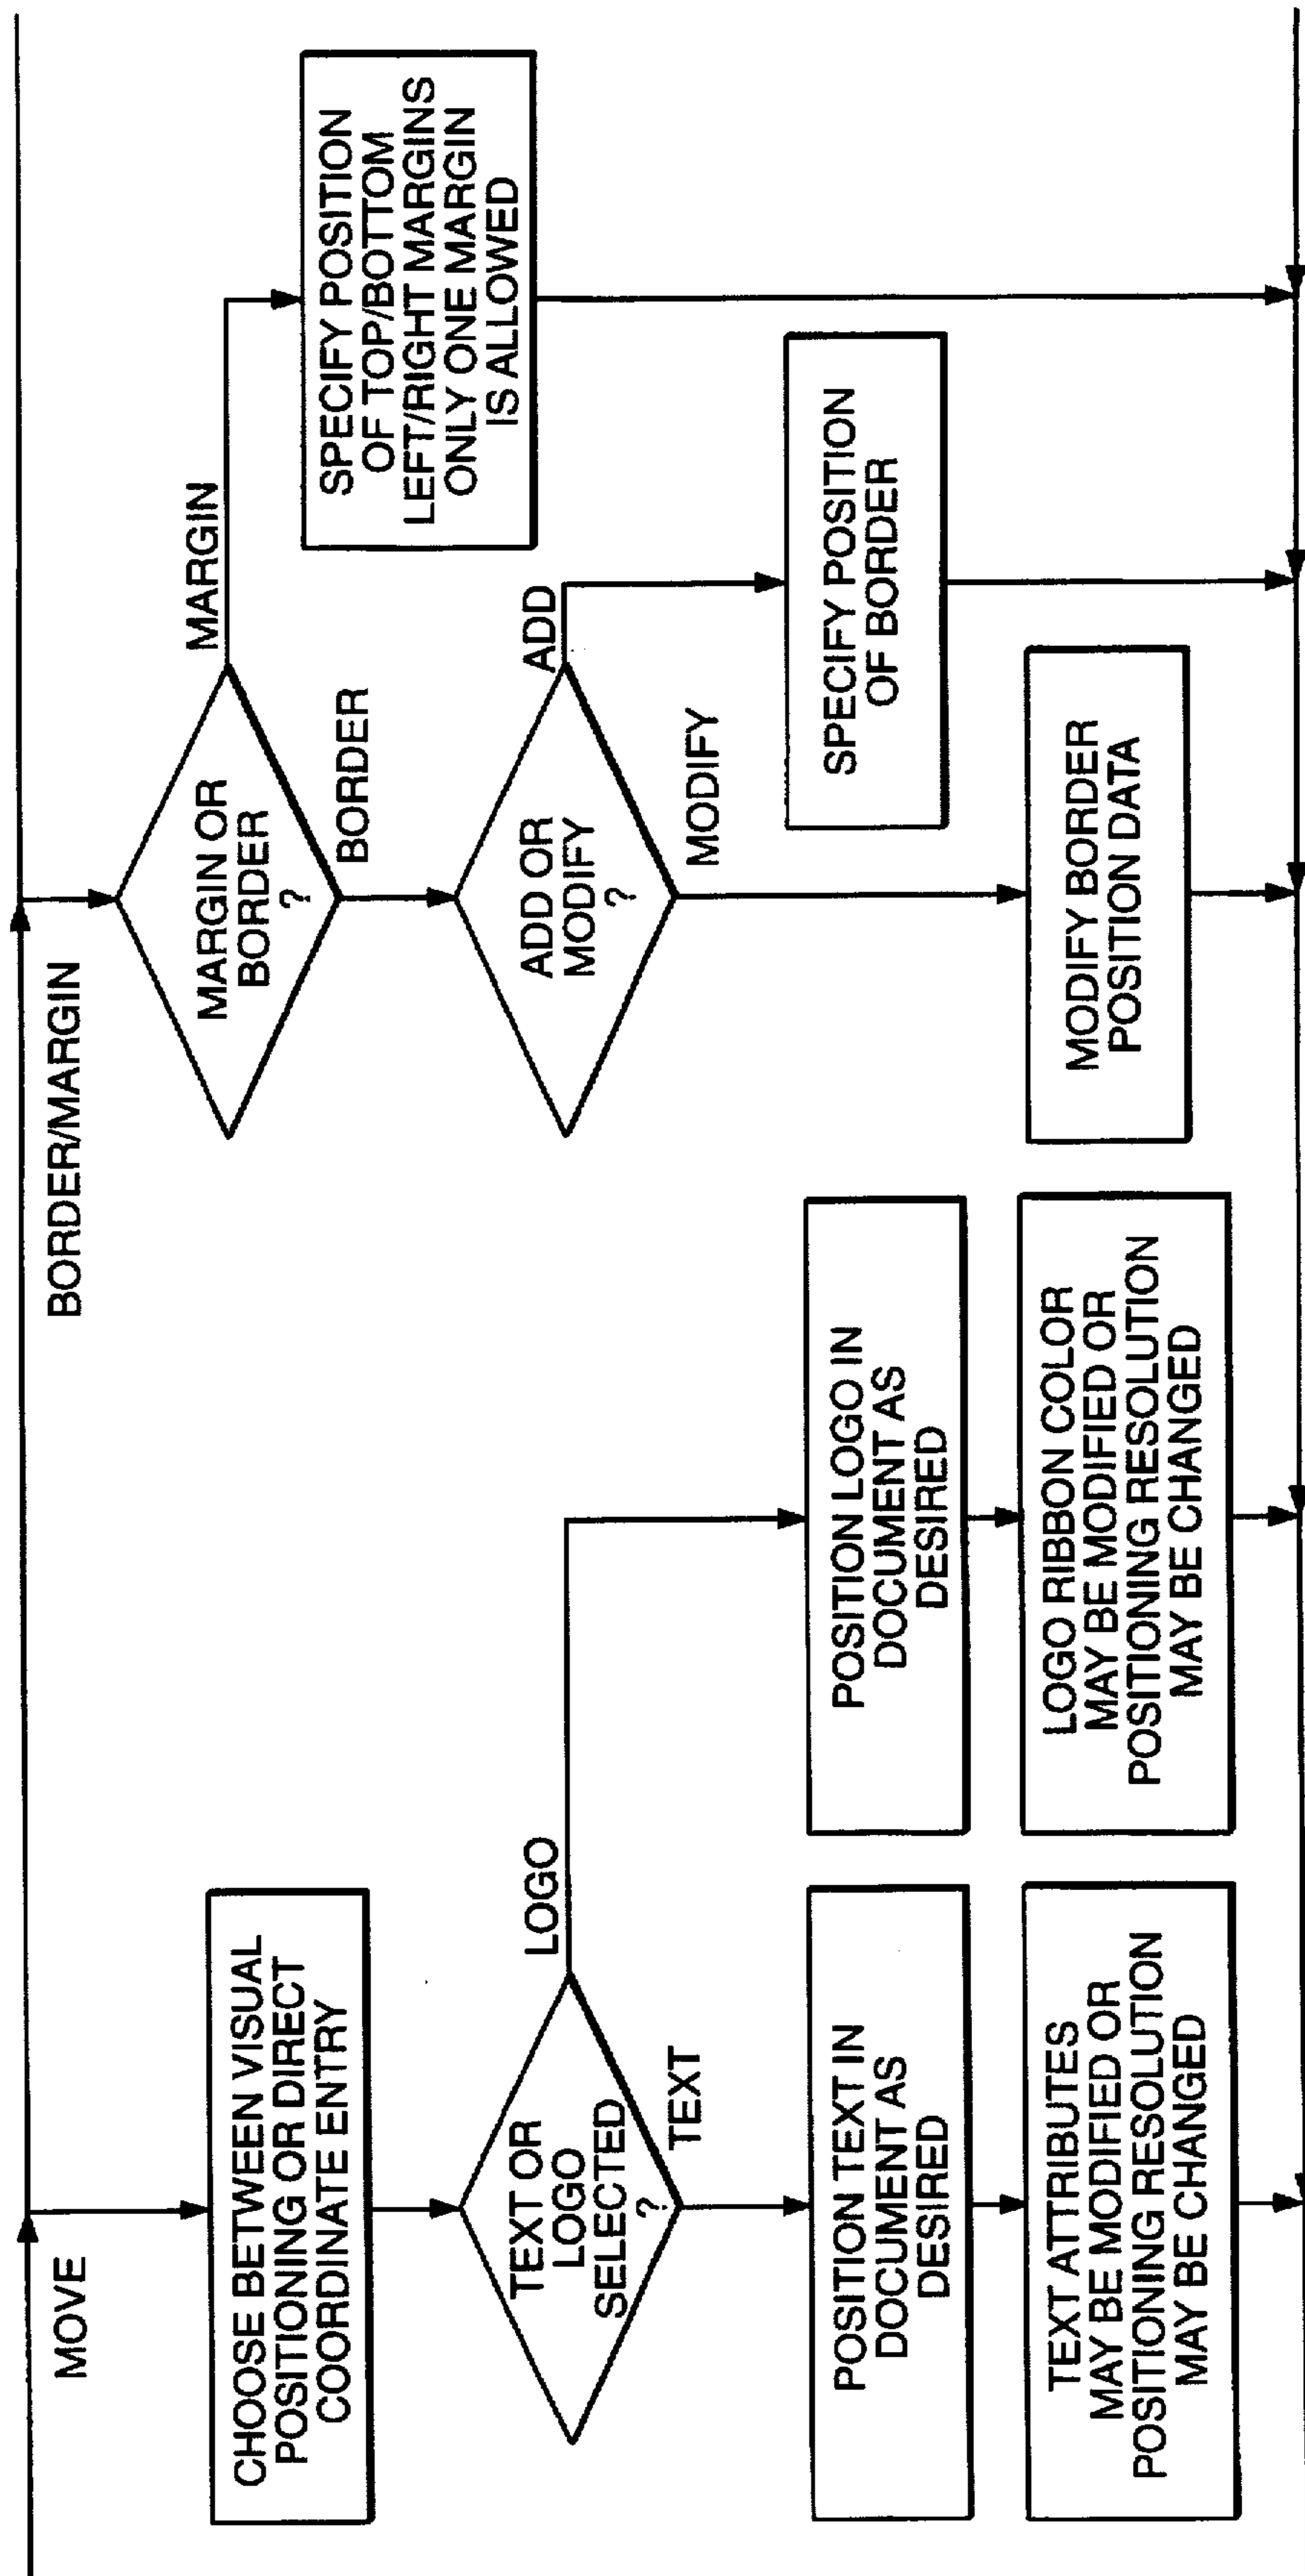 MOVE
CHOOSE BETWEEN VISUAL
POSITIONING OR DIRECT
COORDINATE ENTRY
TEXT OR
LOGO
SELECTED
?
LOGO
TEXT
POSITION TEXT IN
DOCUMENT AS
DESIRED
TEXT ATTRIBUTES
MAY BE MODIFIED OR
POSITIONING RESOLUTION
MAY BE CHANGED
POSITION LOGO IN
DOCUMENT AS
DESIRED
LOGO RIBBON COLOR
MAY BE MODIFIED OR
POSITIONING RESOLUTION
MAY BE CHANGED
BORDER/MARGIN
MARGIN OR
BORDER
?
MARGIN
BORDER
SPECIFY POSITION
OF TOP/BOTTOM
LEFT/RIGHT MARGINS
ONLY ONE MARGIN
IS ALLOWED
ADD OR
MODIFY
?
ADD
MODIFY
SPECIFY POSITION
OF BORDER
MODIFY BORDER
POSITION DATA